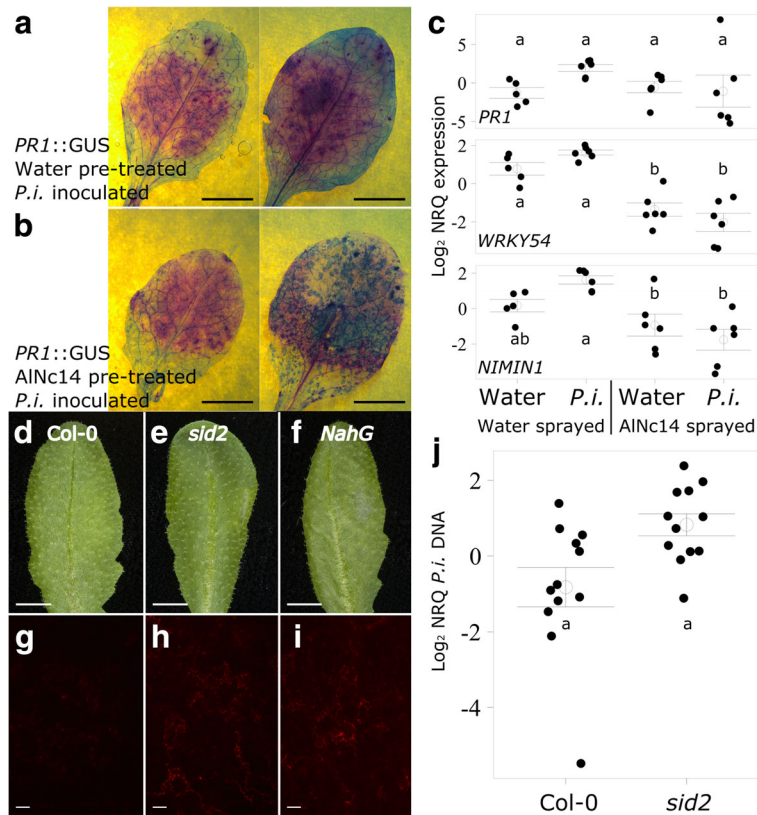 a
PR1::GUS
Water pre-treated
P.i. inoculated
b
PR1::GUS
AlNc14 pre-treated
P.i. inoculated
c
Log₂ NRQ expression
5
0
-5
a a a a
PR1
2
0
-2
a a b b
WRKY54
2
0
-2
ab a b b
NIMIN1
Water P.i. Water P.i.
Water sprayed AlNc14 sprayed
d Col-0
e sid2
f NahG
g
h
i
j
Log₂ NRQ P.i. DNA
2
0
-2
-4
a a
Col-0 sid2